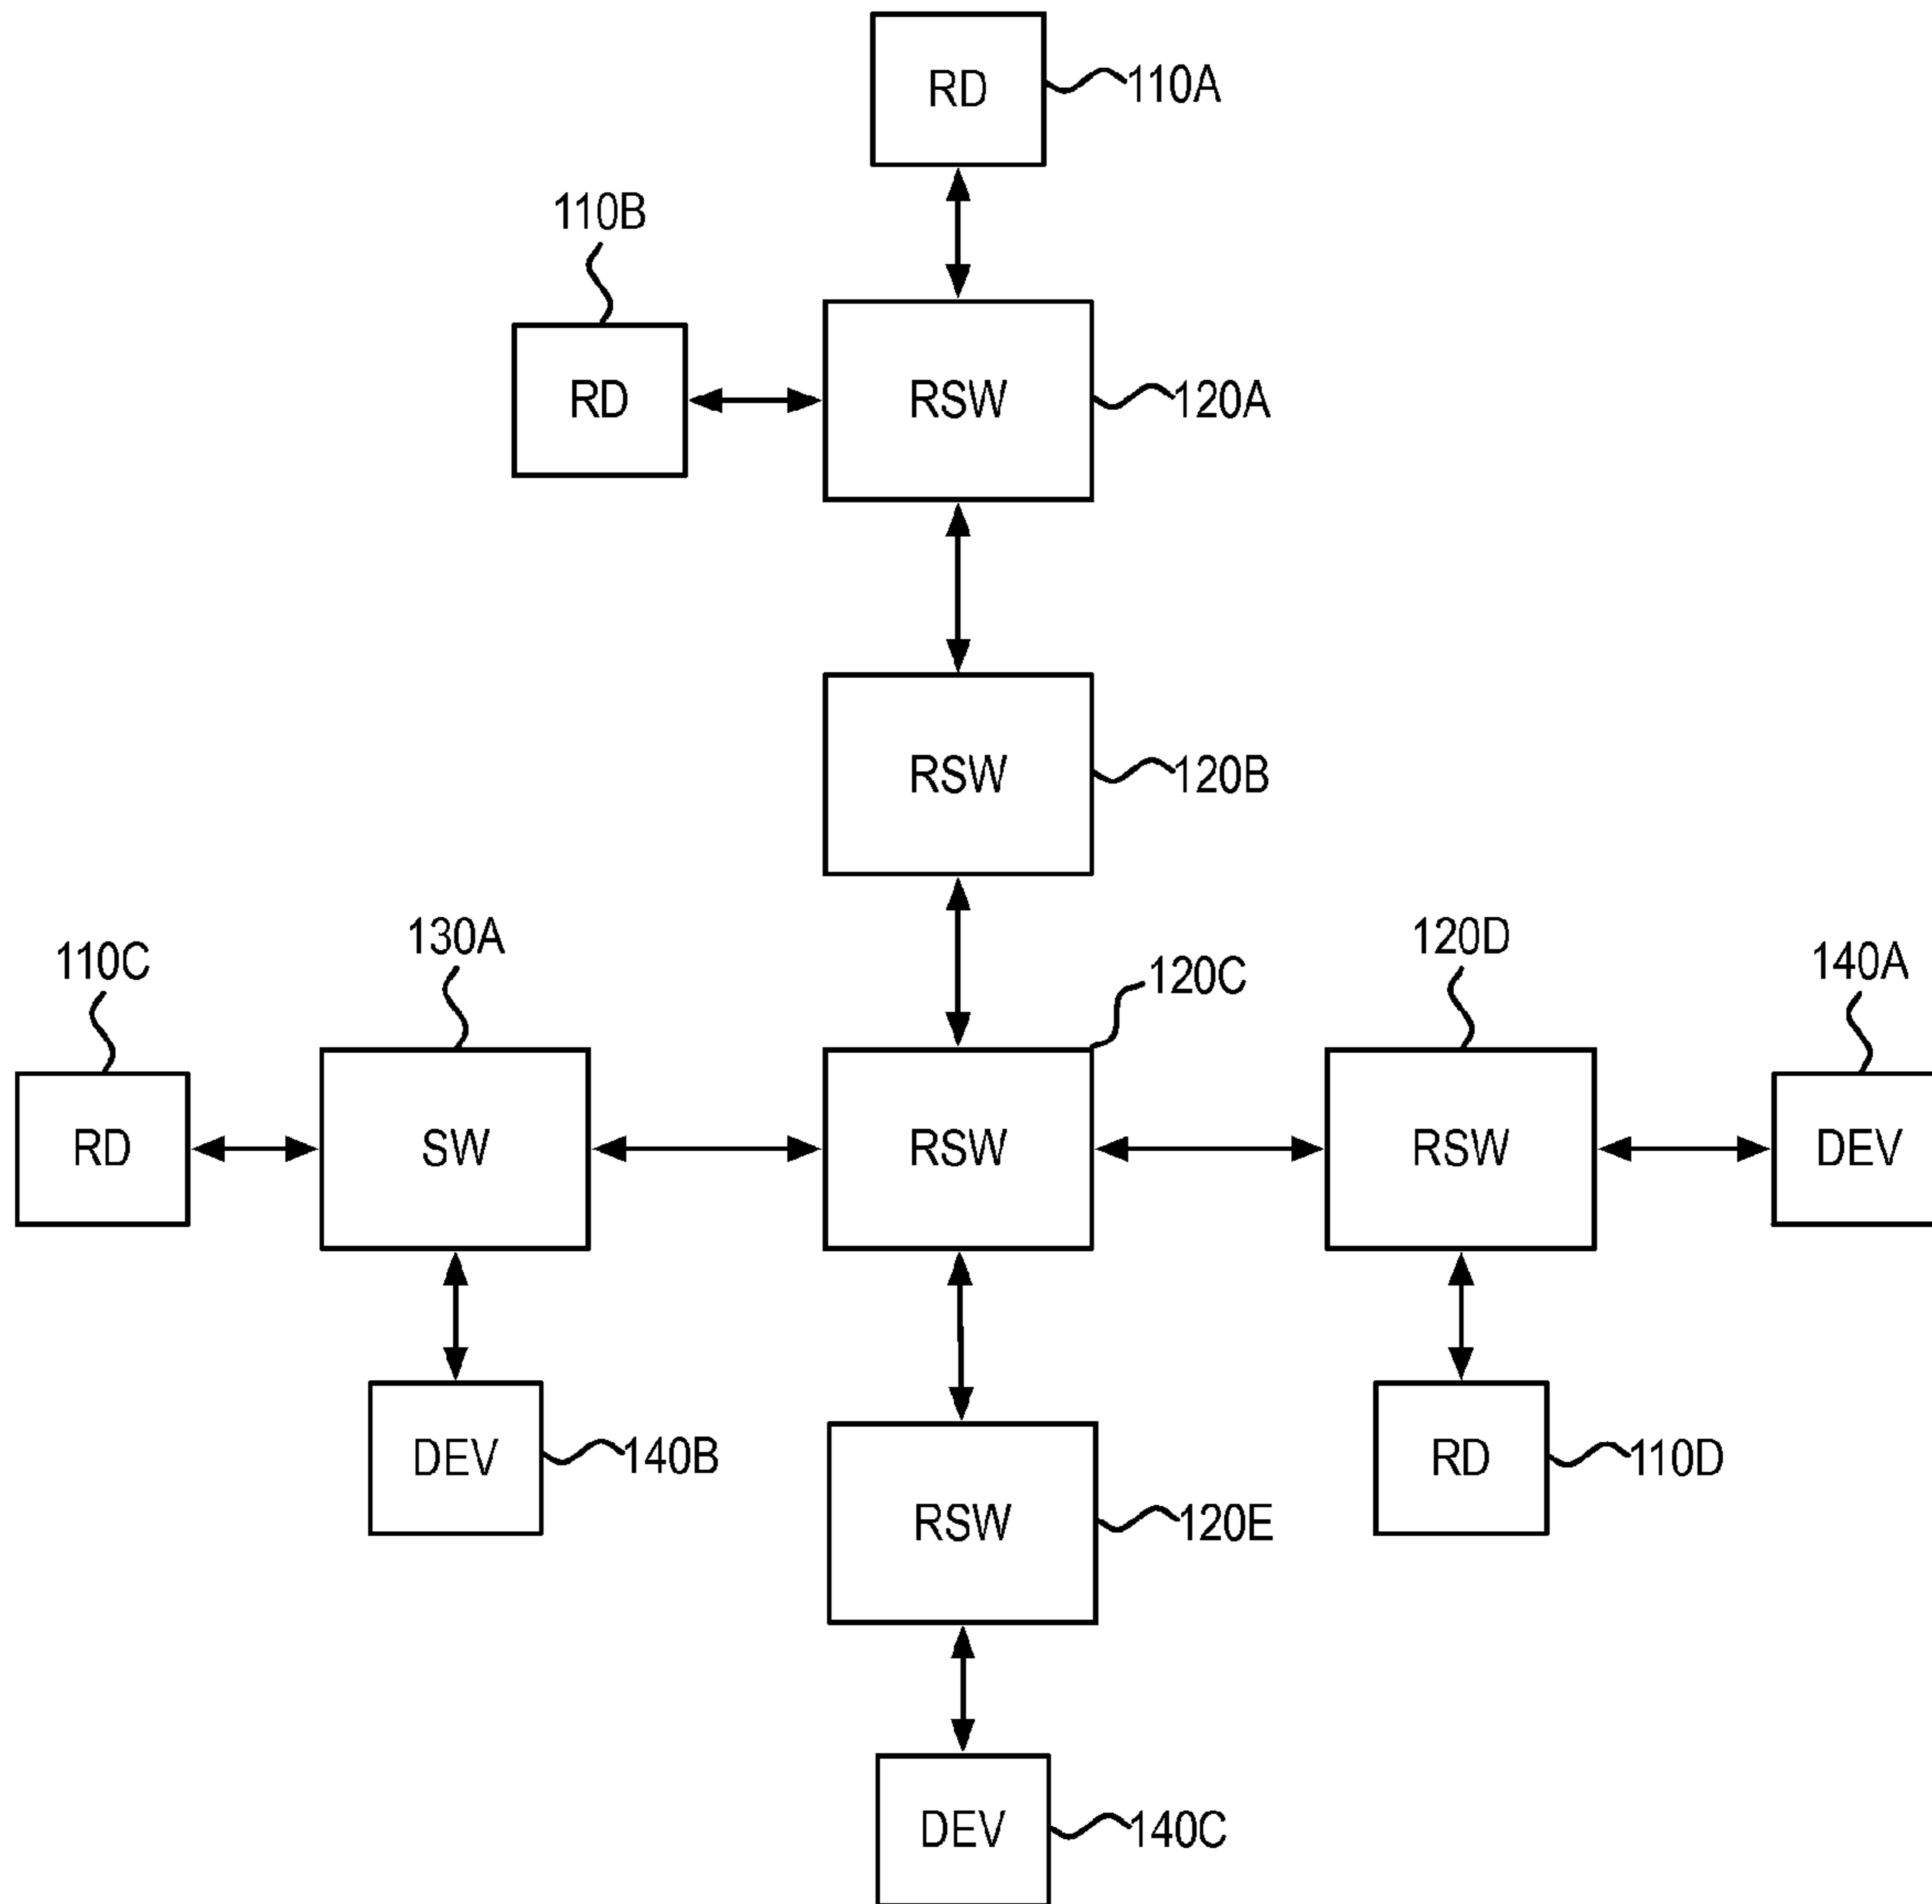 RD
110A
110B
RD
RSW
120A
RSW
120B
130A
120D
110C
120C
140A
RD
SW
RSW
RSW
DEV
DEV
140B
RD
110D
RSW
120E
DEV
140C